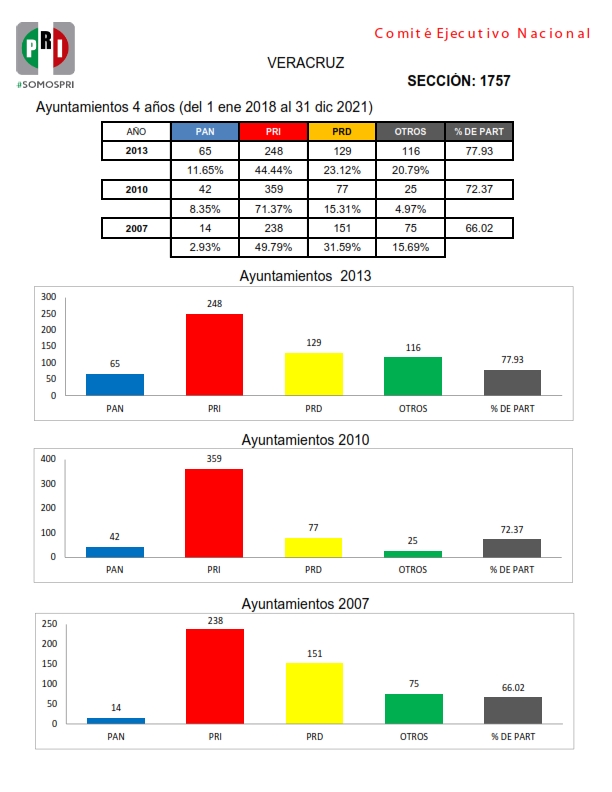 Comité Ejecutivo Nacional
PRI
#SOMOSPRI
VERACRUZ
SECCIÓN: 1757
Ayuntamientos 4 años (del 1 ene 2018 al 31 dic 2021)
AÑO PAN PRI PRD OTROS % DE PART
2013 65 248 129 116 77.93
11.65% 44.44% 23.12% 20.79%
2010 42 359 77 25 72.37
8.35% 71.37% 15.31% 4.97%
2007 14 238 151 75 66.02
2.93% 49.79% 31.59% 15.69%
Ayuntamientos 2013
300
250
200
150
100
50
0
65
248
129
116
77.93
PAN PRI PRD OTROS % DE PART
Ayuntamientos 2010
400
300
200
100
0
42
359
77
25
72.37
PAN PRI PRD OTROS % DE PART
Ayuntamientos 2007
250
200
150
100
50
0
14
238
151
75
66.02
PAN PRI PRD OTROS % DE PART